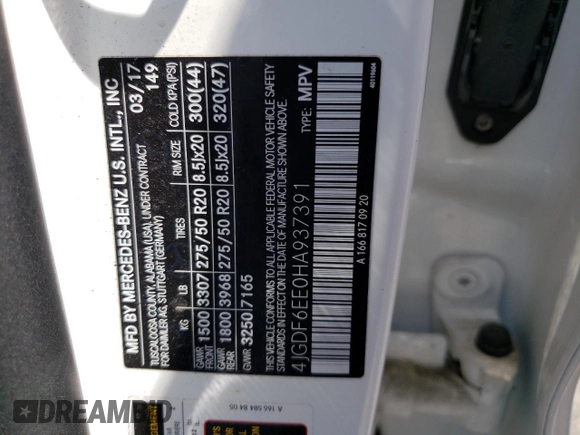 MFD BY MERCEDES-BENZ U.S. INTL., INC
TUSCALOOSA COUNTY, ALABAMA (USA), UNDER CONTRACT
FOR DAIMLER AG, STUTTGART (GERMANY)
03/17
149
KG LB TIRES RIM SIZE COLD KPA(PSI)
GAWR FRONT 1500 3307 275/50 R20 8.5Jx20 300(44)
GAWR REAR 1800 3968 275/50 R20 8.5Jx20 320(47)
GVWR 3250 7165
THIS VEHICLE CONFORMS TO ALL APPLICABLE FEDERAL MOTOR VEHICLE SAFETY
STANDARDS IN EFFECT ON THE DATE OF MANUFACTURE SHOWN ABOVE.
4JGDF6EE0HA937391 TYPE: MPV
A 166 817 09 20
40119604
A 166 584 84 05
DREAMBID